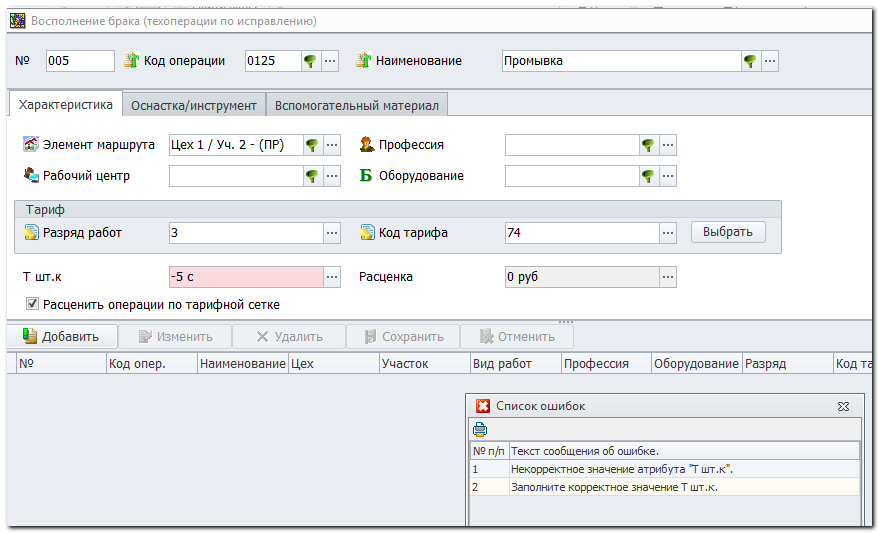 Восполнение брака (техоперации по исправлению)
№ 005 Код операции 0125 ... Наименование Промывка ...
Характеристика Оснастка/инструмент Вспомогательный материал
Элемент маршрута Цех 1 / Уч. 2 - (ПР) ... Профессия ...
Рабочий центр ... Б Оборудование ...
Тариф
Разряд работ 3 ... Код тарифа 74 ... Выбрать
Т шт.к -5 с ... Расценка 0 руб ...
Расценить операции по тарифной сетке
Добавить Изменить Удалить Сохранить Отменить
№ Код опер. Наименование Цех Участок Вид работ Профессия Оборудование Разряд Код та
Список ошибок
№ п/п Текст сообщения об ошибке.
1 Некорректное значение атрибута "Т шт.к".
2 Заполните корректное значение Т шт.к.